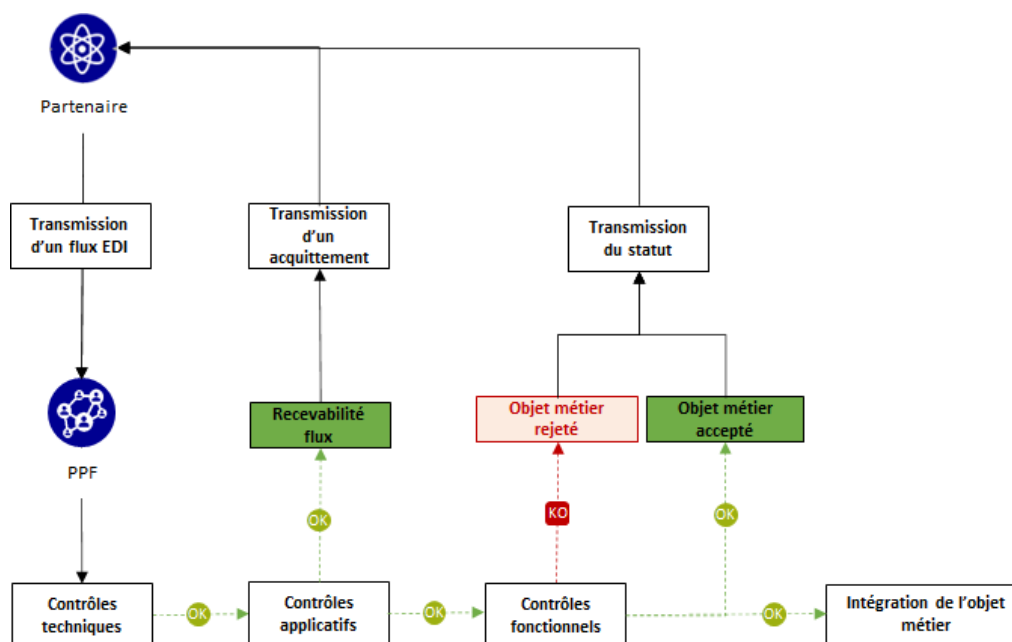 Partenaire
Transmission
d'un flux EDI
Transmission
d'un
acquittement
Transmission
du statut
Recevabilité
flux
Objet métier
rejeté
Objet métier
accepté
PPF
OK
KO
OK
Contrôles
techniques
OK
Contrôles
applicatifs
OK
Contrôles
fonctionnels
OK
Intégration de l'objet
métier